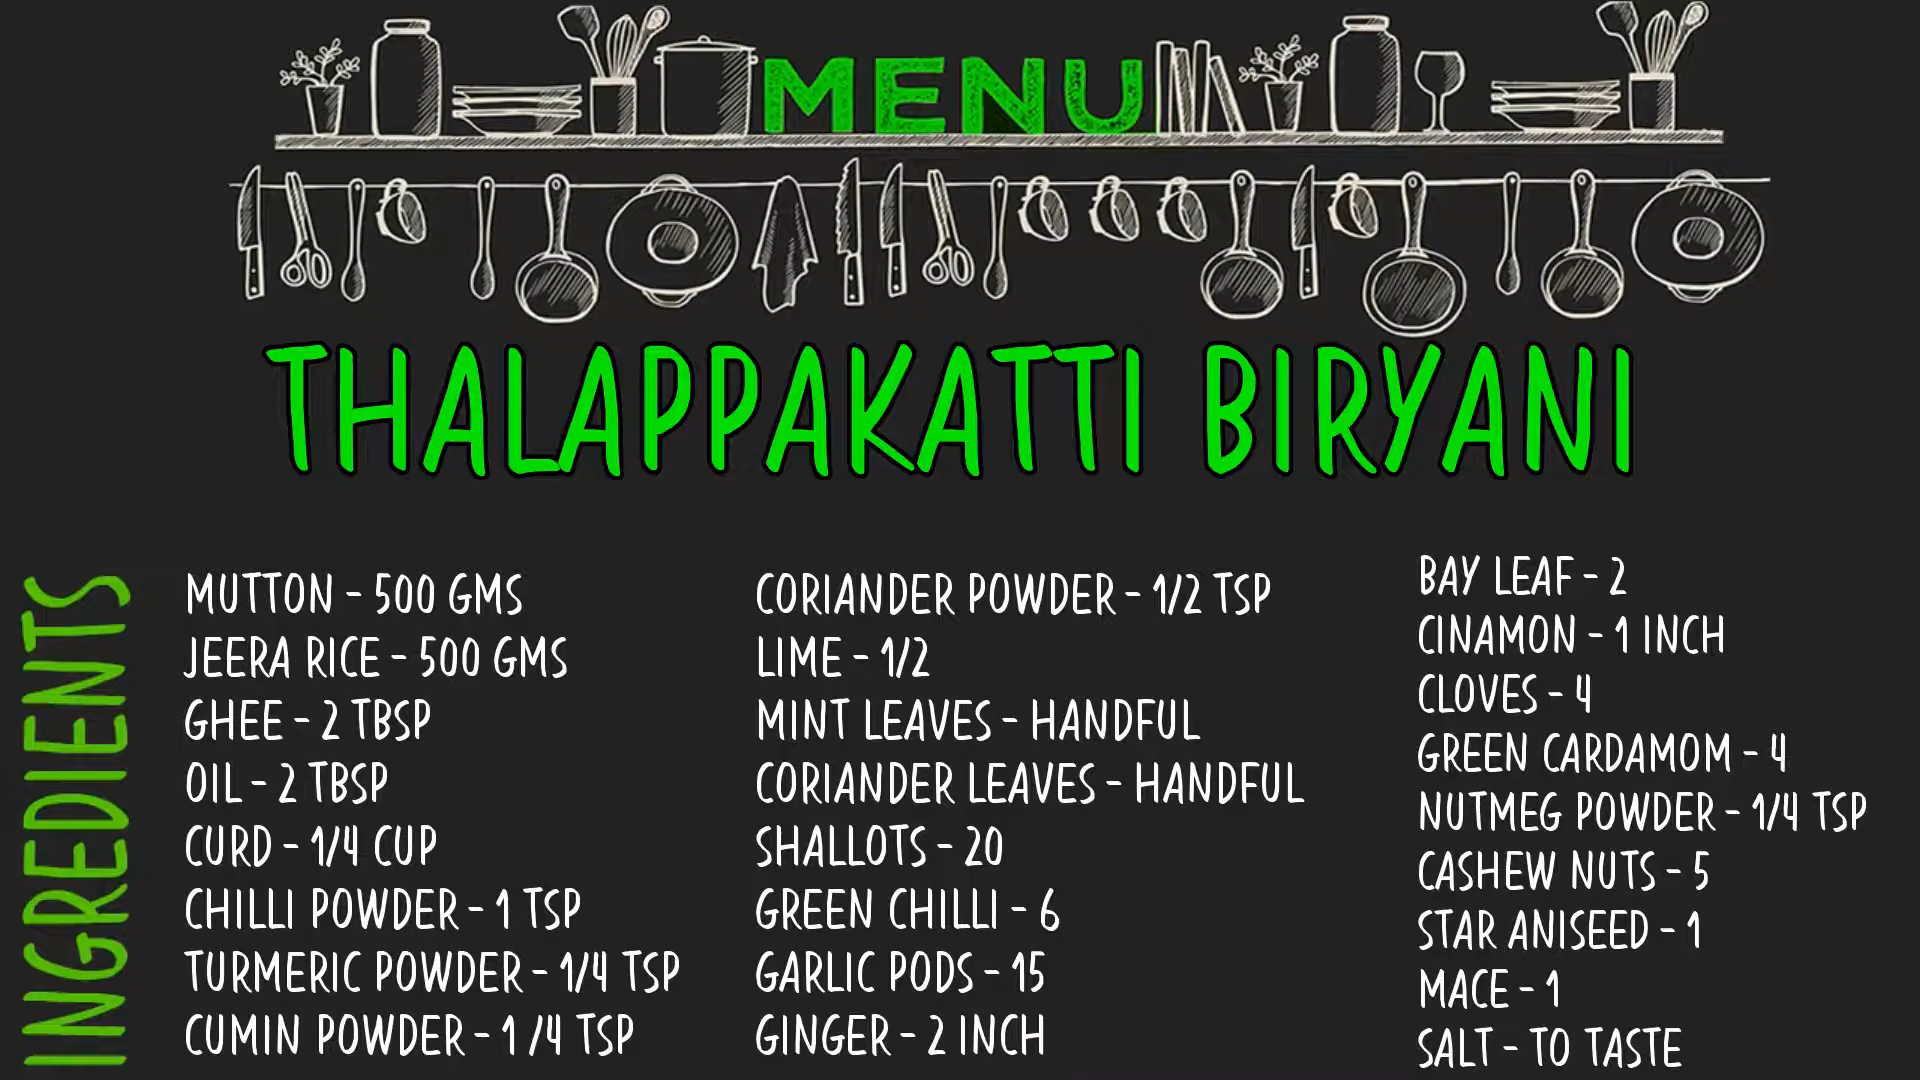 MENU
THALAPPAKATTI BIRYANI
INGREDIENTS
MUTTON - 500 GMS
JEERA RICE - 500 GMS
GHEE - 2 TBSP
OIL - 2 TBSP
CURD - 1/4 CUP
CHILLI POWDER - 1 TSP
TURMERIC POWDER - 1/4 TSP
CUMIN POWDER - 1 /4 TSP
CORIANDER POWDER - 1/2 TSP
LIME - 1/2
MINT LEAVES - HANDFUL
CORIANDER LEAVES - HANDFUL
SHALLOTS - 20
GREEN CHILLI - 6
GARLIC PODS - 15
GINGER - 2 INCH
BAY LEAF - 2
CINAMON - 1 INCH
CLOVES - 4
GREEN CARDAMOM - 4
NUTMEG POWDER - 1/4 TSP
CASHEW NUTS - 5
STAR ANISEED - 1
MACE - 1
SALT - TO TASTE